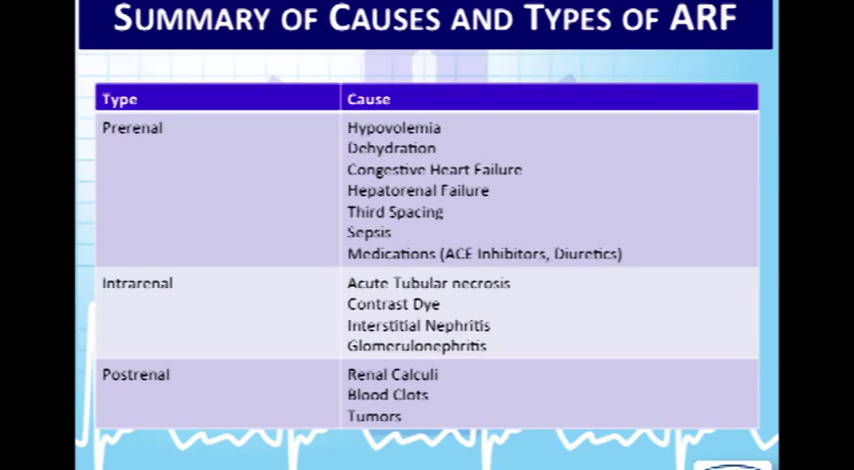 SUMMARY OF CAUSES AND TYPES OF ARF
Type Cause
Prerenal Hypovolemia
Dehydration
Congestive Heart Failure
Hepatorenal Failure
Third Spacing
Sepsis
Medications (ACE Inhibitors, Diuretics)
Intrarenal Acute Tubular necrosis
Contrast Dye
Interstitial Nephritis
Glomerulonephritis
Postrenal Renal Calculi
Blood Clots
Tumors